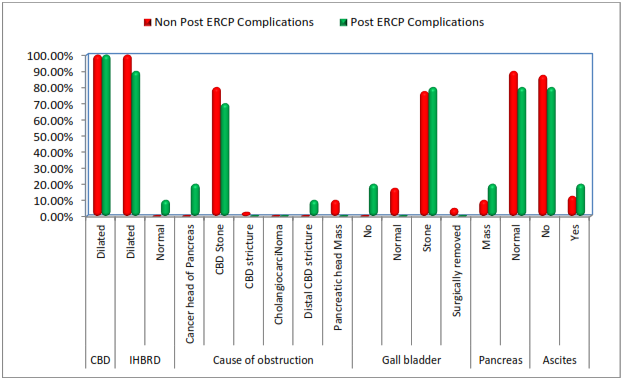 Non Post ERCP Complications
Post ERCP Complications
100.00%
90.00%
80.00%
70.00%
60.00%
50.00%
40.00%
30.00%
20.00%
10.00%
0.00%
Dilated
Dilated
Normal
Cancer head of Pancreas
CBD Stone
CBD stricture
CholangiocarciNoma
Distal CBD stricture
Pancreatic head Mass
No
Normal
Stone
Surgically removed
Mass
Normal
No
Yes
CBD
IHBRD
Cause of obstruction
Gall bladder
Pancreas
Ascites